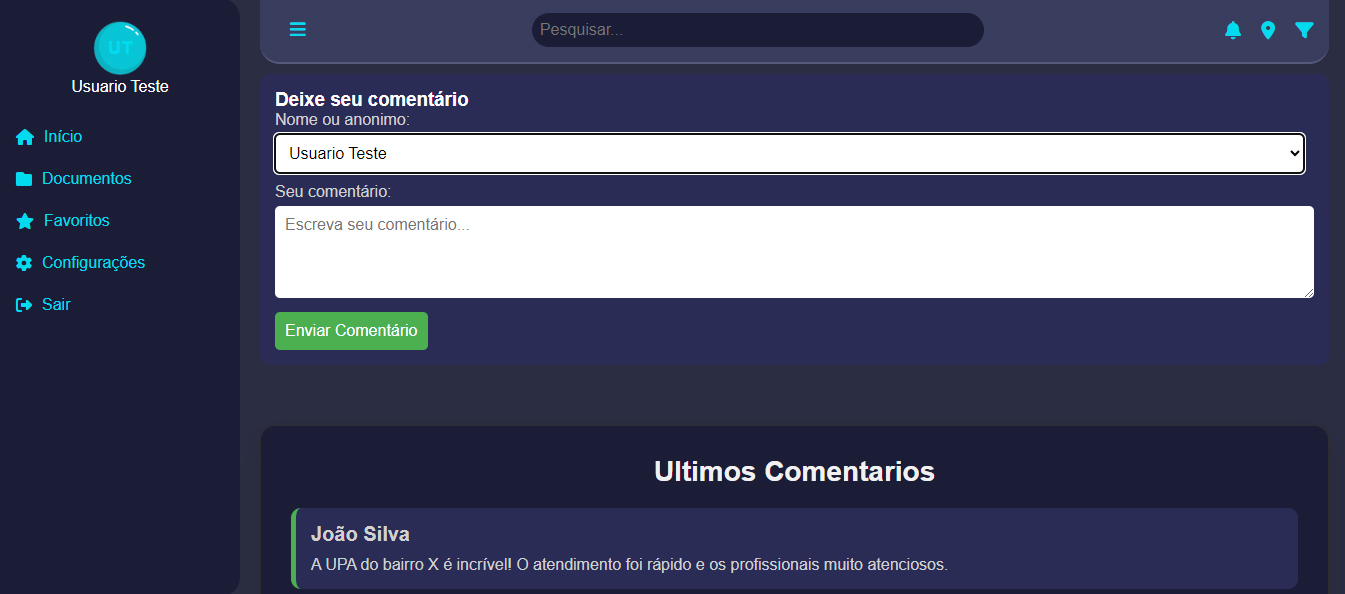 UT
Usuario Teste
Início
Documentos
Favoritos
Configurações
Sair
Pesquisar...
Deixe seu comentário
Nome ou anonimo:
Usuario Teste
Seu comentário:
Escreva seu comentário...
Enviar Comentário
Ultimos Comentarios
João Silva
A UPA do bairro X é incrível! O atendimento foi rápido e os profissionais muito atenciosos.